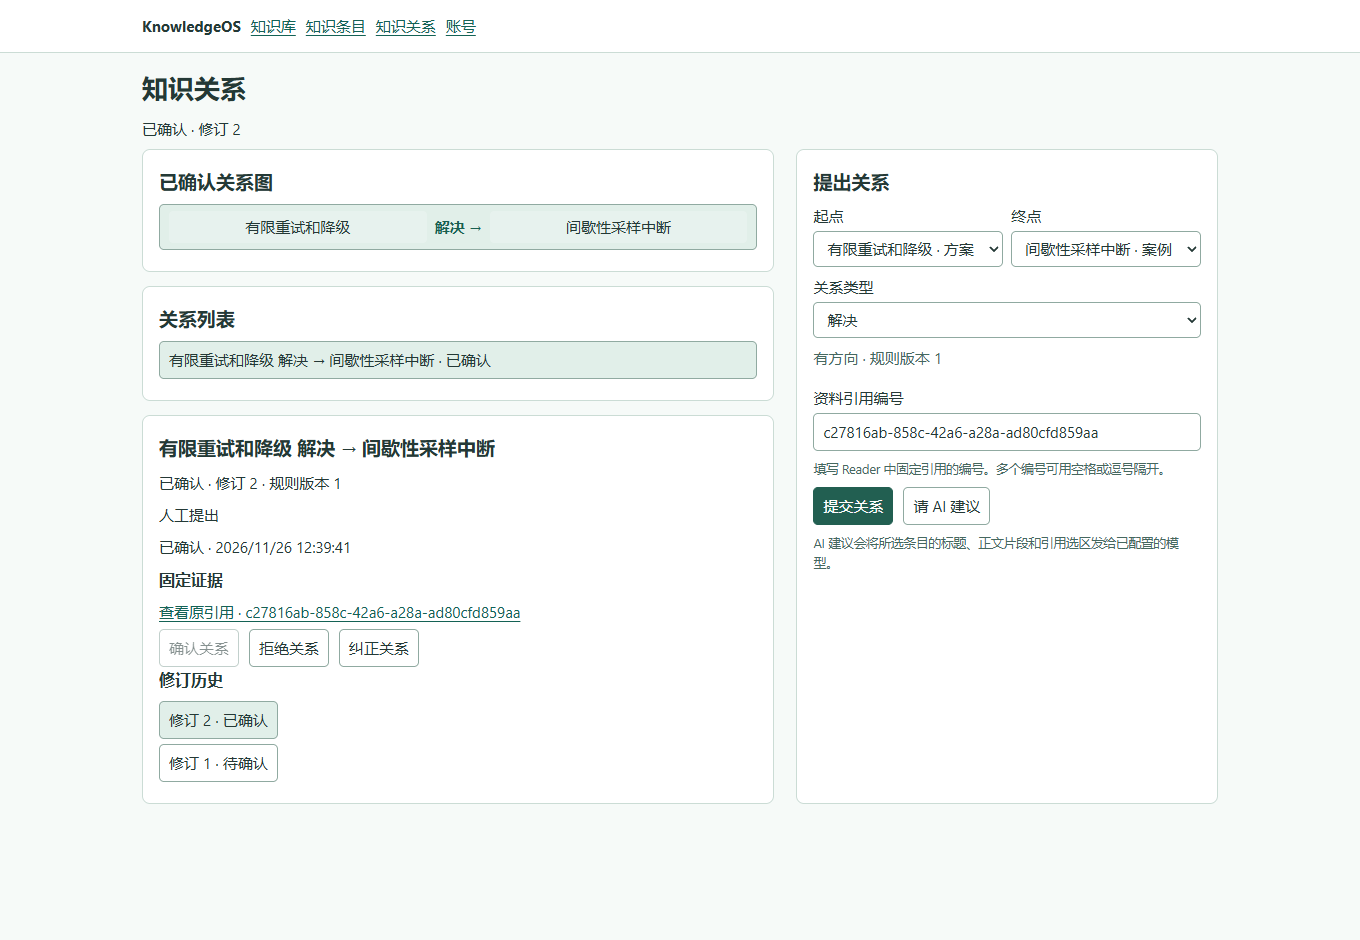 KnowledgeOS 知识库 知识条目 知识关系 账号
知识关系
已确认 · 修订 2
已确认关系图
有限重试和降级 解决 → 间歇性采样中断
关系列表
有限重试和降级 解决 → 间歇性采样中断 · 已确认
有限重试和降级 解决 → 间歇性采样中断
已确认 · 修订 2 · 规则版本 1
人工提出
已确认 · 2026/11/26 12:39:41
固定证据
查看原引用 · c27816ab-858c-42a6-a28a-ad80cfd859aa
确认关系 拒绝关系 纠正关系
修订历史
修订 2 · 已确认
修订 1 · 待确认
提出关系
起点 终点
有限重试和降级 · 方案 间歇性采样中断 · 案例
关系类型
解决
有方向 · 规则版本 1
资料引用编号
c27816ab-858c-42a6-a28a-ad80cfd859aa
填写 Reader 中固定引用的编号。多个编号可用空格或逗号隔开。
提交关系 请 AI 建议
AI 建议会将所选条目的标题、正文片段和引用选区发给已配置的模
型。